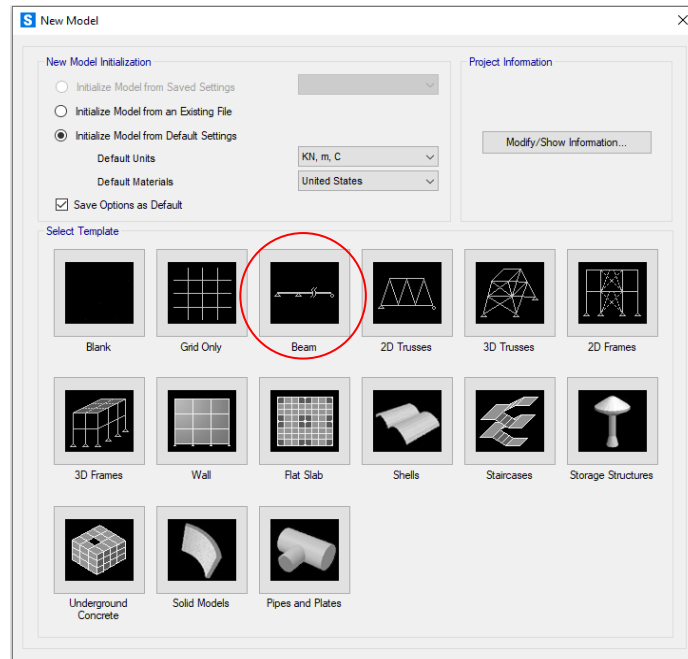 S New Model
New Model Initialization
Project Information
Initialize Model from Saved Settings
Initialize Model from an Existing File
Initialize Model from Default Settings
Modify/Show Information...
Default Units
KN, m, C
Default Materials
United States
Save Options as Default
Select Template
Blank
Grid Only
Beam
2D Trusses
3D Trusses
2D Frames
3D Frames
Wall
Flat Slab
Shells
Staircases
Storage Structures
Underground
Concrete
Solid Models
Pipes and Plates